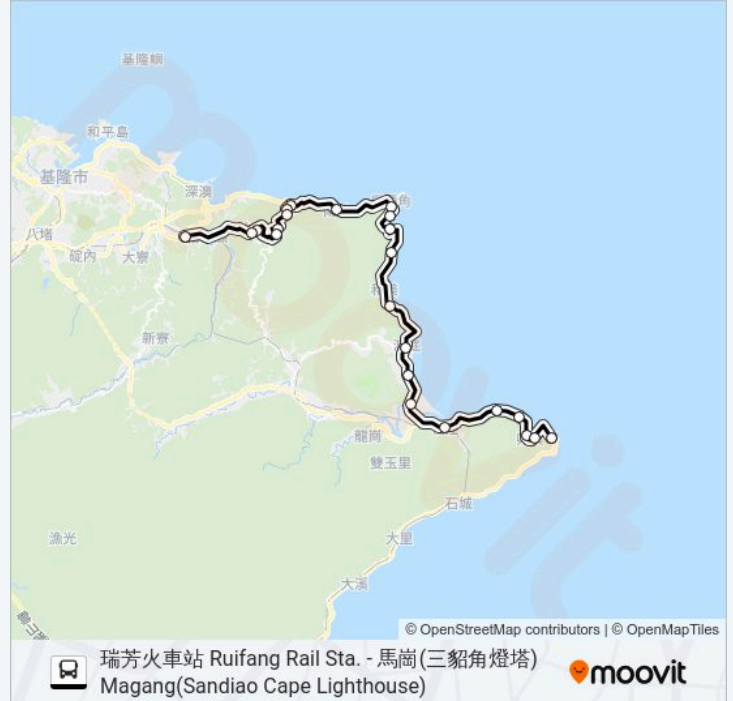 基隆嶼
和平島
基隆市
深澳
八堵
碇內
大寮
新寮
龍崗
雙玉里
石城
漁光
大里
大溪
© OpenStreetMap contributors | © OpenMapTiles
瑞芳火車站 Ruifang Rail Sta. - 馬崗(三貂角燈塔)
Magang(Sandiao Cape Lighthouse)
moovit